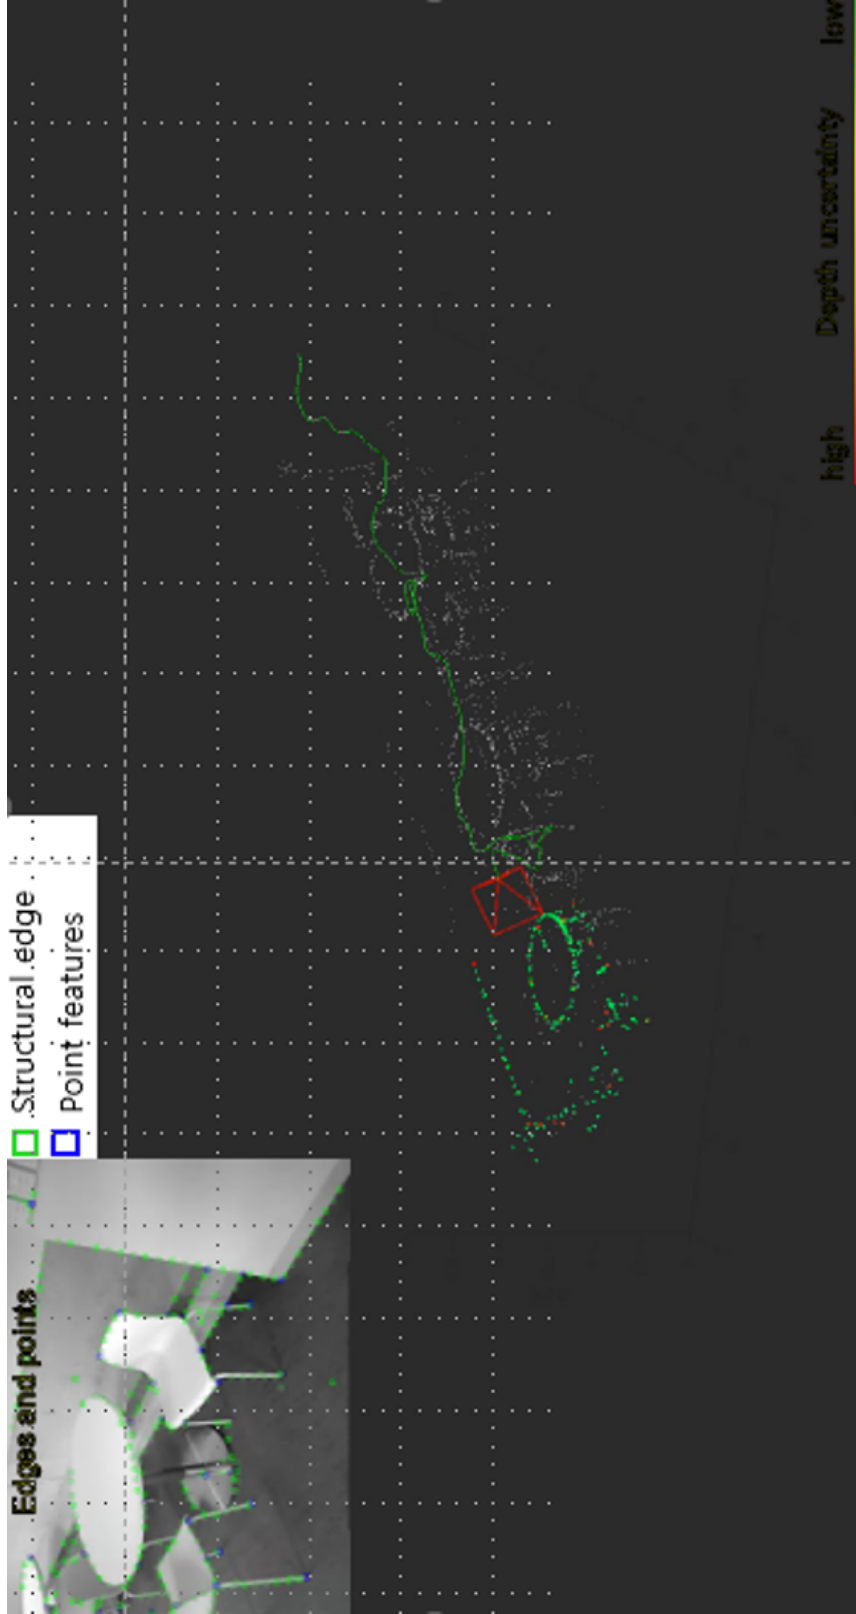 Edges and points
Structural edge
Point features
high Depth uncertainty low